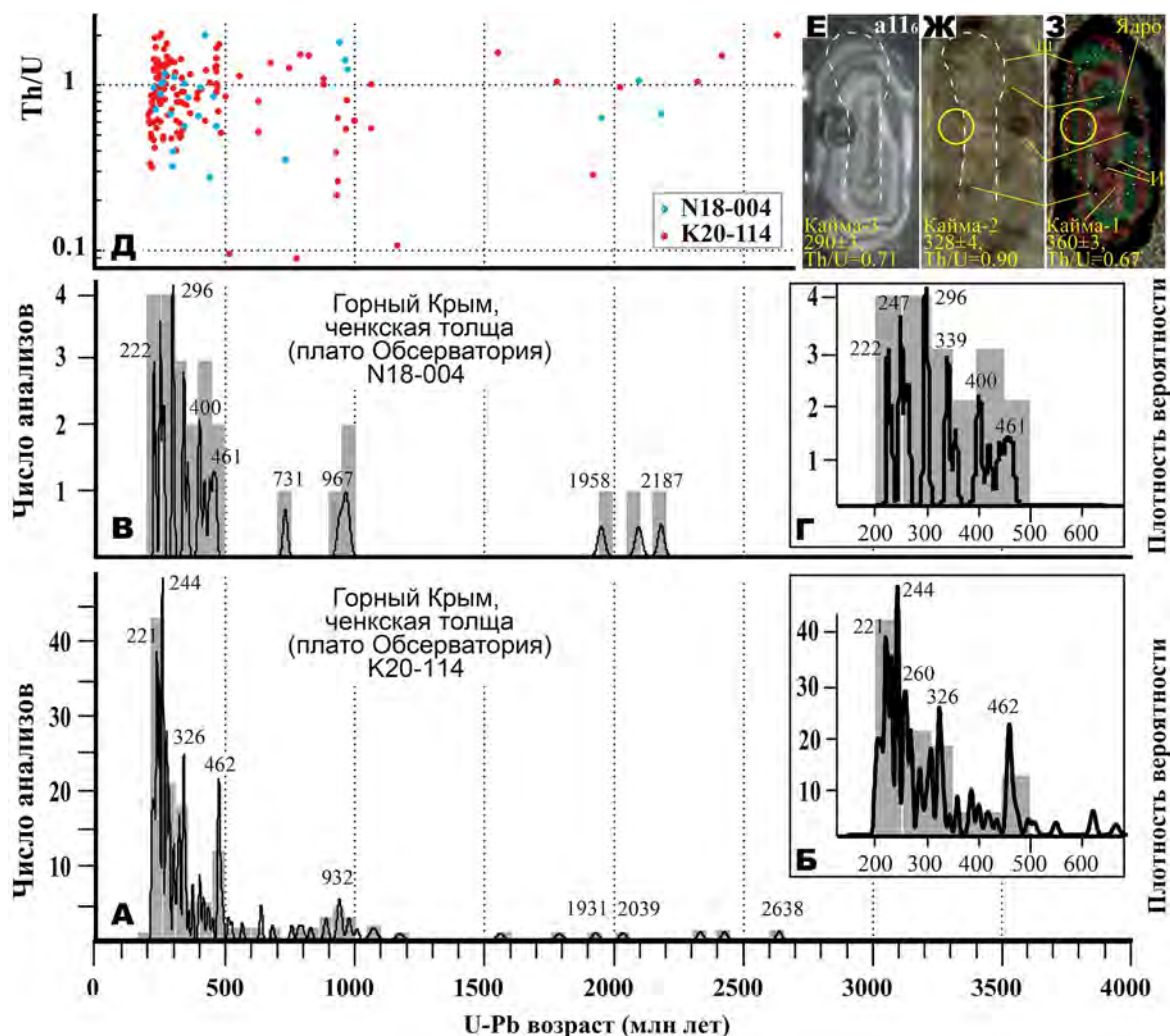 Th/U
1
0.1
Д
N18-004
K20-114
Е
a11₆
Ж
З
Ядро
Ш
И
Кайма-3
290±3,
Th/U=0.71
Кайма-2
328±4,
Th/U=0.90
Кайма-1
360±3,
Th/U=0.67
Число анализов
4
3
2
1
В
296
222
400
461
731
967
1958
2187
Горный Крым,
ченкская толща
(плато Обсерватория)
N18-004
4
3
2
1
Г
247
296
222
339
400
461
200 300 400 500 600
Плотность вероятности
Число анализов
40
30
20
10
А
244
221
326
462
932
1931
2039
2638
Горный Крым,
ченкская толща
(плато Обсерватория)
K20-114
40
30
20
10
Б
244
221
260
326
462
200 300 400 500 600
Плотность вероятности
0 500 1000 1500 2000 2500 3000 3500 4000
U-Pb возраст (млн лет)